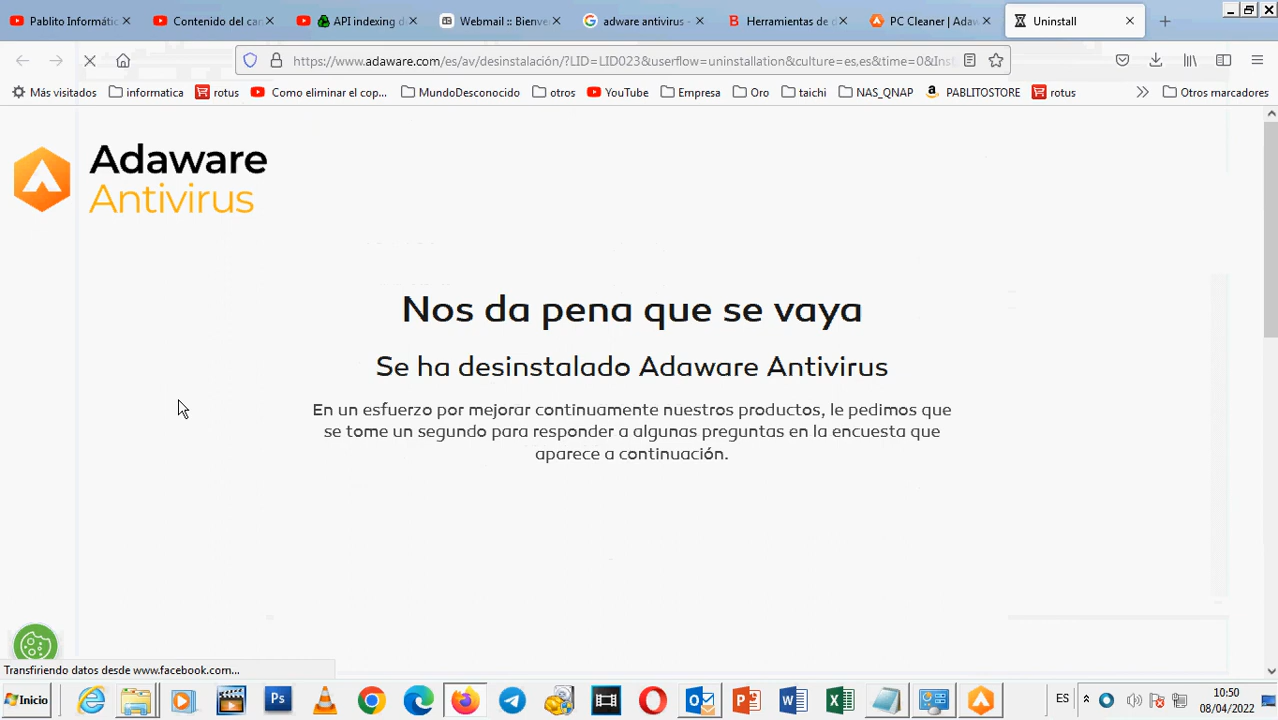 Pablito Informátic
Contenido del can
API indexing d
Webmail :: Bienve
adware antivirus -
Herramientas de d
PC Cleaner | Adaw
Uninstall
https://www.adaware.com/es/av/desinstalación/?LID=LID023&userflow=uninstallation&culture=es,es&time=0&Inst
Más visitados
informatica
rotus
Como eliminar el cop...
MundoDesconocido
otros
YouTube
Empresa
Oro
taichi
NAS_QNAP
PABLITOSTORE
rotus
Otros marcadores
Adaware
Antivirus
Nos da pena que se vaya
Se ha desinstalado Adaware Antivirus
En un esfuerzo por mejorar continuamente nuestros productos, le pedimos que
se tome un segundo para responder a algunas preguntas en la encuesta que
aparece a continuación.
Transfiriendo datos desde www.facebook.com...
Inicio
ES
10:50
08/04/2022